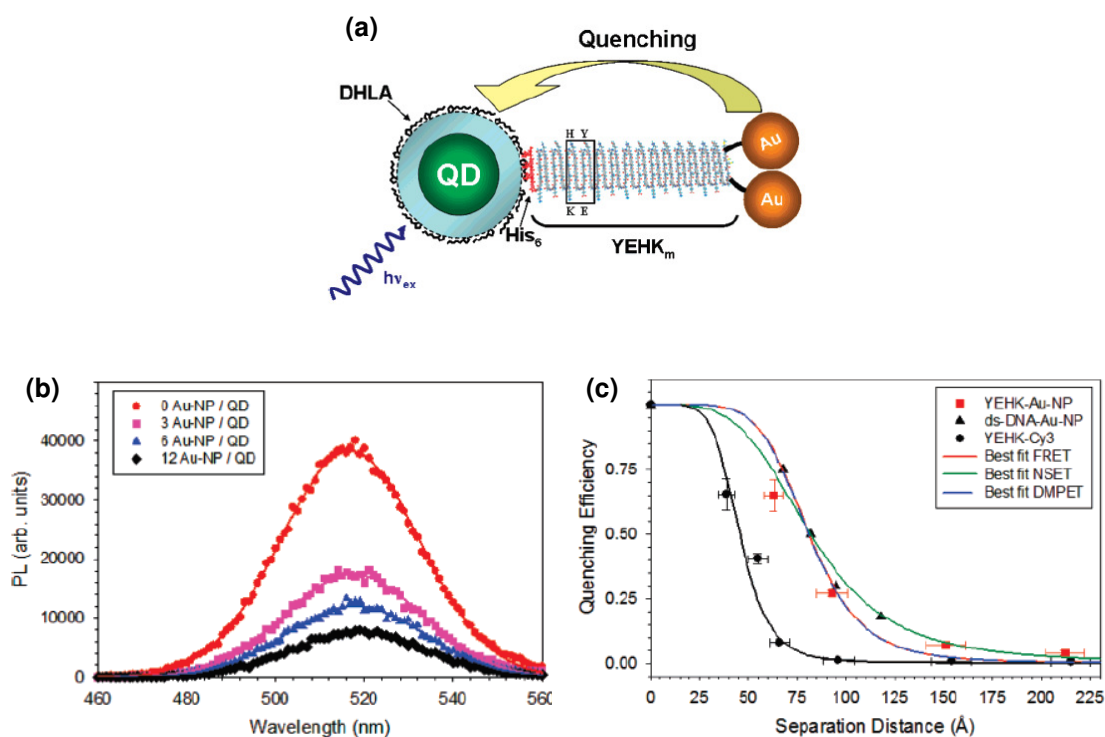 (a)
Quenching
DHLA
H Y
Au
QD
Au
K E
His6
YEHKm
hνex
(b)
0 Au-NP / QD
3 Au-NP / QD
6 Au-NP / QD
12 Au-NP / QD
40000
30000
20000
10000
0
PL (arb. units)
460 480 500 520 540 560
Wavelength (nm)
(c)
YEHK-Au-NP
ds-DNA-Au-NP
YEHK-Cy3
Best fit FRET
Best fit NSET
Best fit DMPET
0.75
0.50
0.25
0.00
Quenching Efficiency
0 25 50 75 100 125 150 175 200 225
Separation Distance (Å)